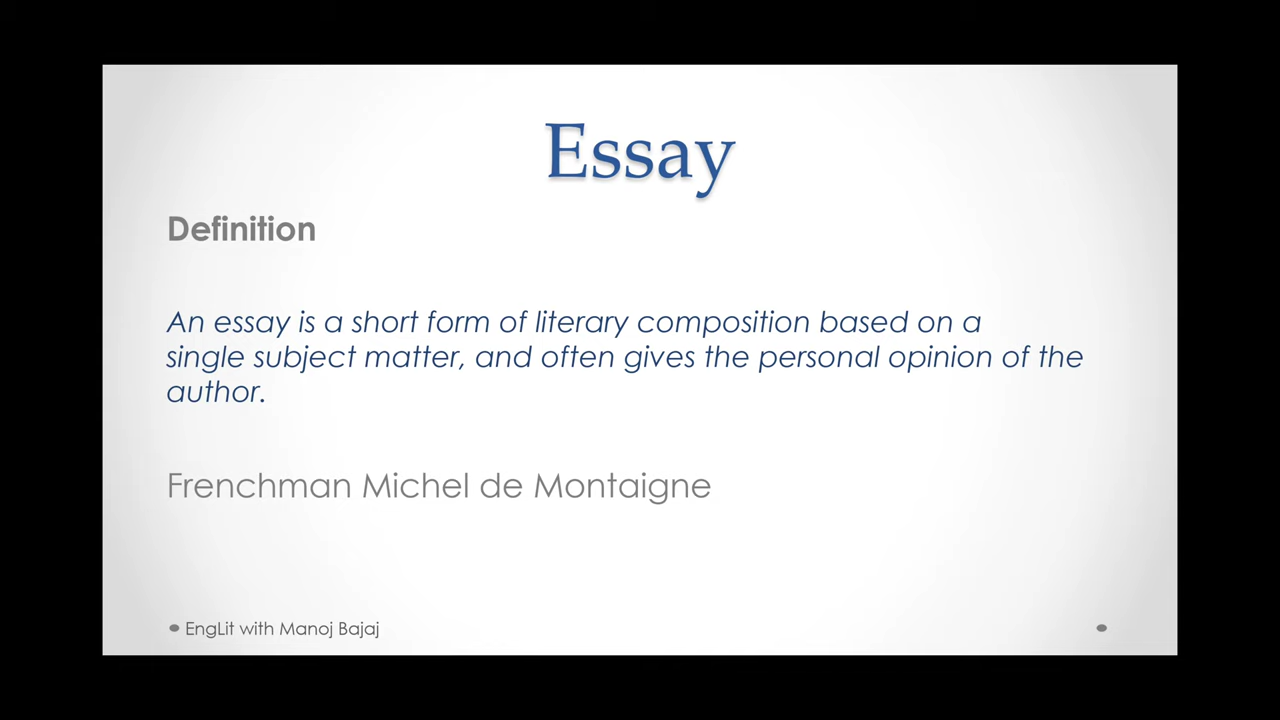 Essay
Definition
An essay is a short form of literary composition based on a
single subject matter, and often gives the personal opinion of the
author.
Frenchman Michel de Montaigne
EngLit with Manoj Bajaj